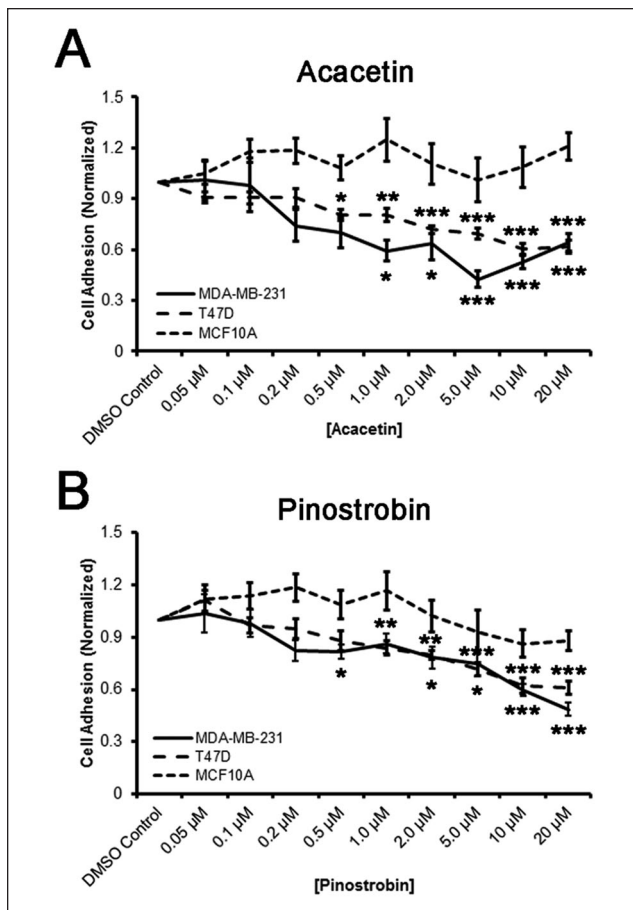 A
Acacetin
Cell Adhesion (Normalized)
1.5
1.2
0.9
0.6
0.3
0
* ** *** *** *** ***
* * *** *** ***
MDA-MB-231
T47D
MCF10A
DMSO Control
0.05 µM
0.1 µM
0.2 µM
0.5 µM
1.0 µM
2.0 µM
5.0 µM
10 µM
20 µM
[Acacetin]
B
Pinostrobin
Cell Adhesion (Normalized)
1.5
1.2
0.9
0.6
0.3
0
** ** *** *** ***
* * * *** ***
MDA-MB-231
T47D
MCF10A
DMSO Control
0.05 µM
0.1 µM
0.2 µM
0.5 µM
1.0 µM
2.0 µM
5.0 µM
10 µM
20 µM
[Pinostrobin]